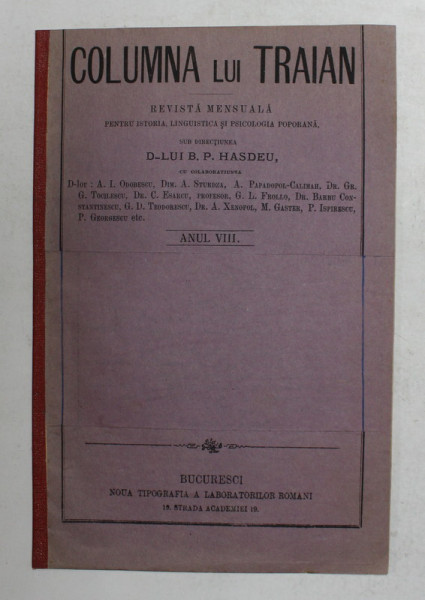 COLUMNA LUI TRAIAN
REVISTĂ MENSUALĂ
PENTRU ISTORIA, LINGUISTICA ȘI PSICOLOGIA POPORANĂ,
SUB DIRECȚIUNEA
D-LUI B. P. HASDEU,
CU COLABORATIUNEA
D-lor : A. I. Odobescu, Dim. A. Sturdza, A. Papadopol-Calimah, Dr. Gr.
G. Tocilescu, Dr. C. Esarcu, profesor, G. L. Frollo, Dr. Barbu Con-
stantinescu, G. D. Teodorescu, Dr. A. Xenopol, M. Gaster, P. Ispirescu,
P. Georgescu etc.
ANUL VIII.
BUCURESCI
NOUA TIPOGRAFIA A LABORATORILOR ROMANI
19. STRADA ACADEMIEI 19.